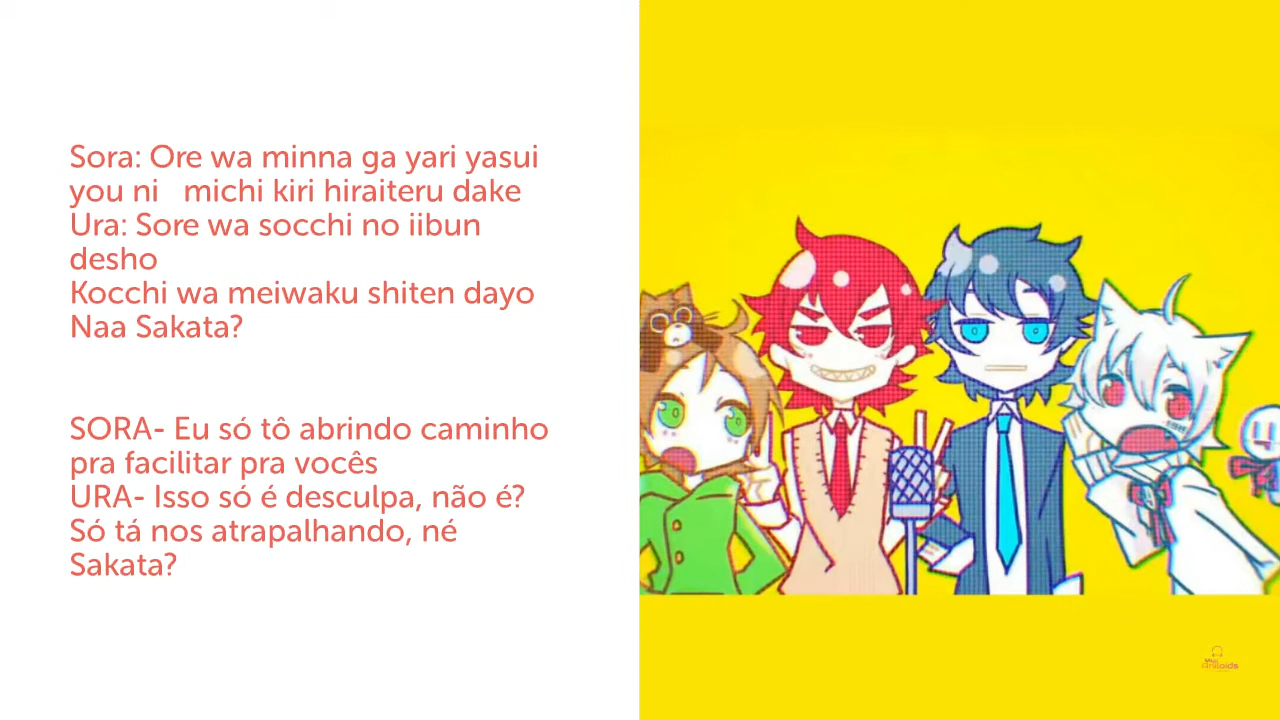 Sora: Ore wa minna ga yari yasui
you ni   michi kiri hiraiteru dake
Ura: Sore wa socchi no iibun
desho
Kocchi wa meiwaku shiten dayo
Naa Sakata?
SORA- Eu só tô abrindo caminho
pra facilitar pra vocês
URA- Isso só é desculpa, não é?
Só tá nos atrapalhando, né
Sakata?